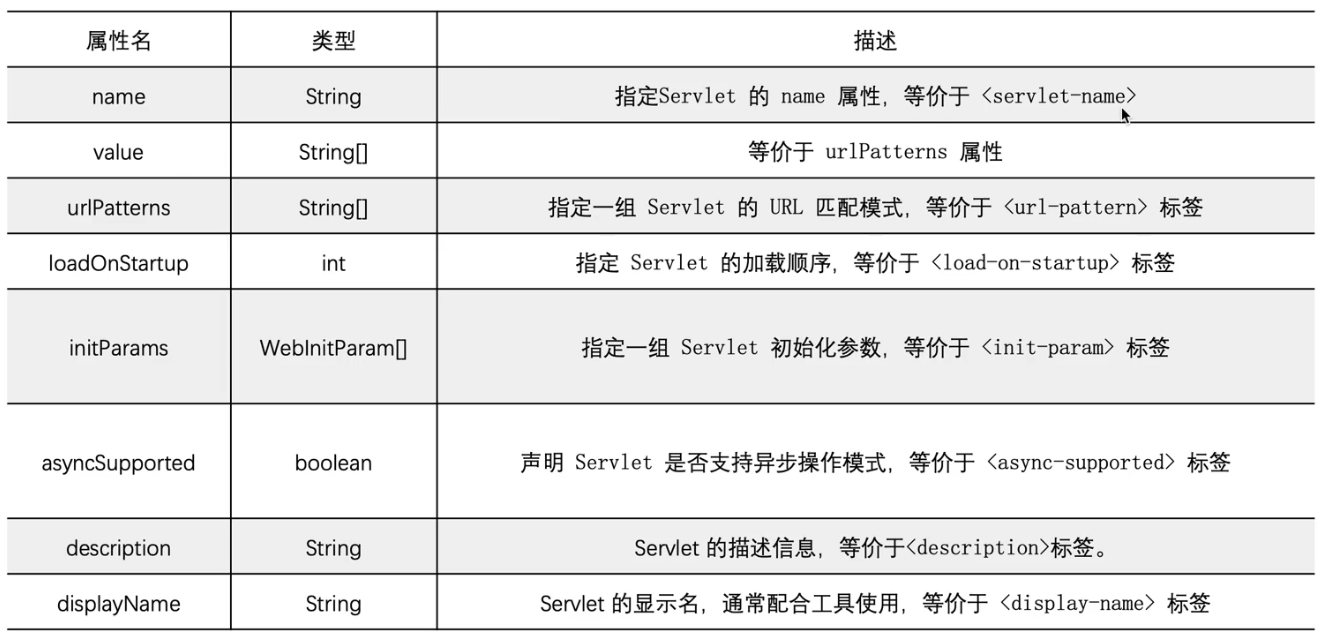 属性名 类型 描述
name String 指定Servlet 的 name 属性，等价于 <servlet-name>
value String[] 等价于 urlPatterns 属性
urlPatterns String[] 指定一组 Servlet 的 URL 匹配模式，等价于 <url-pattern> 标签
loadOnStartup int 指定 Servlet 的加载顺序，等价于 <load-on-startup> 标签
initParams WebInitParam[] 指定一组 Servlet 初始化参数，等价于 <init-param> 标签
asyncSupported boolean 声明 Servlet 是否支持异步操作模式，等价于 <async-supported> 标签
description String Servlet 的描述信息，等价于<description>标签。
displayName String Servlet 的显示名，通常配合工具使用，等价于 <display-name> 标签